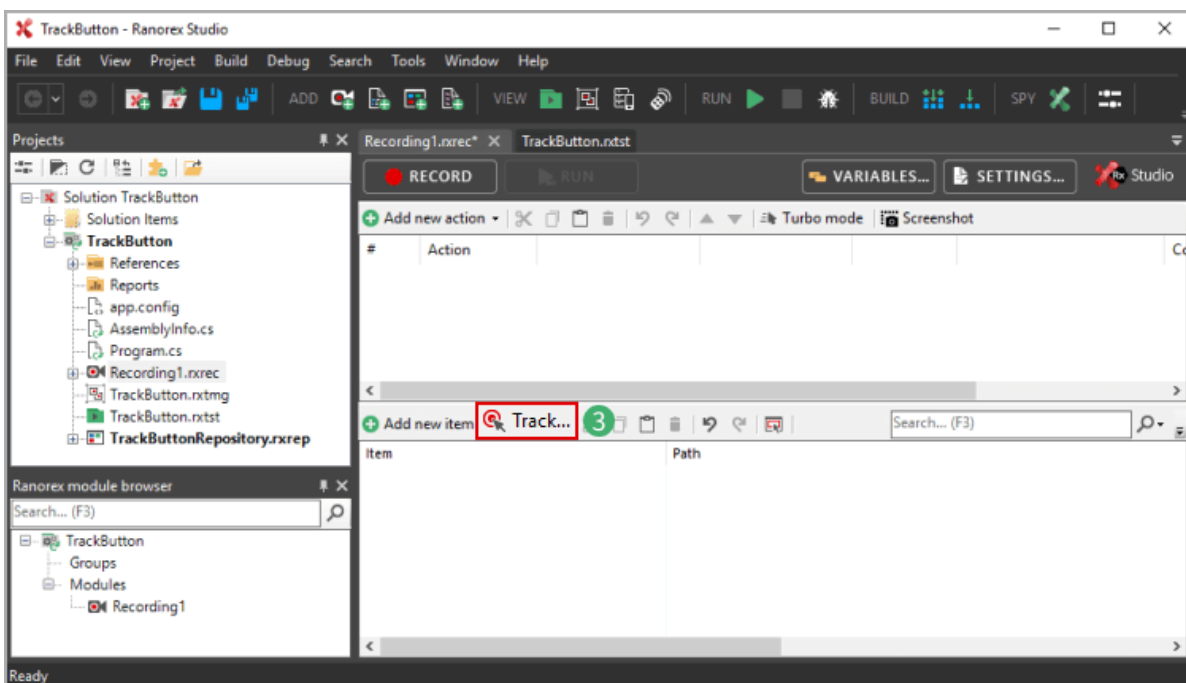 TrackButton - Ranorex Studio
File Edit View Project Build Debug Search Tools Window Help
ADD VIEW RUN BUILD SPY
Projects
Recording1.rxrec* TrackButton.rxtst
RECORD RUN VARIABLES... SETTINGS... Rx Studio
Solution TrackButton
Solution Items
TrackButton
References
Reports
app.config
AssemblyInfo.cs
Program.cs
Recording1.rxrec
TrackButton.rxtmg
TrackButton.rxtst
TrackButtonRepository.rxrep
Add new action Turbo mode Screenshot
# Action Co
Add new item Track... 3 Search... (F3)
Item Path
Ranorex module browser
Search... (F3)
TrackButton
Groups
Modules
Recording1
Ready